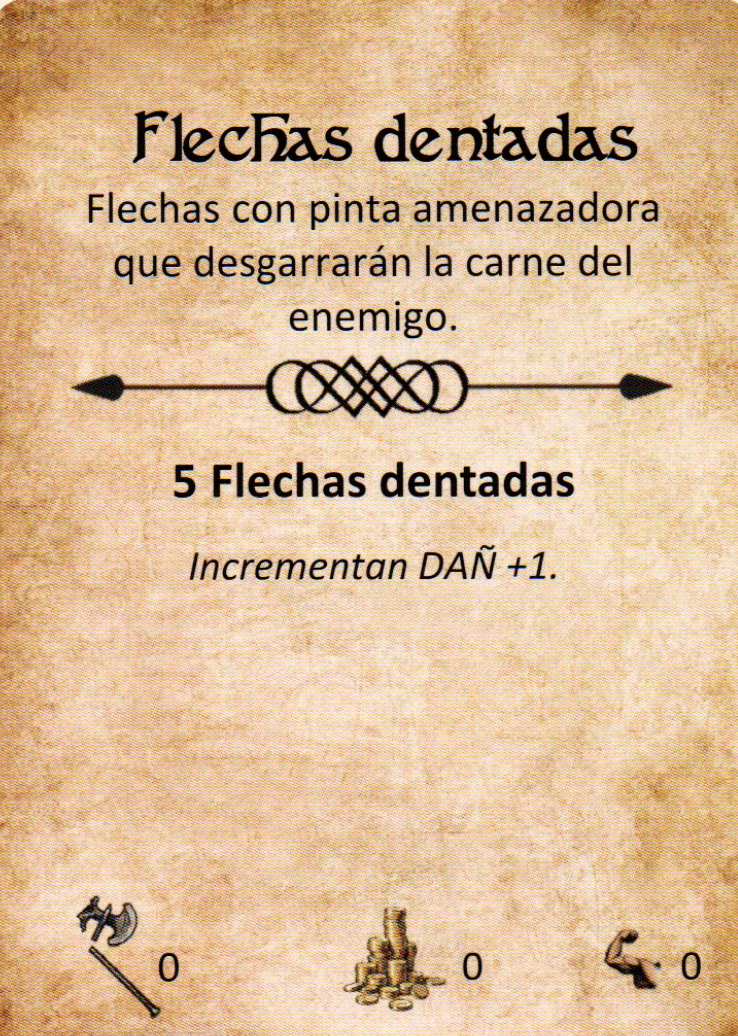 Flechas dentadas
Flechas con pinta amenazadora
que desgarrarán la carne del
enemigo.
5 Flechas dentadas
Incrementan DAÑ +1.
0 0 0